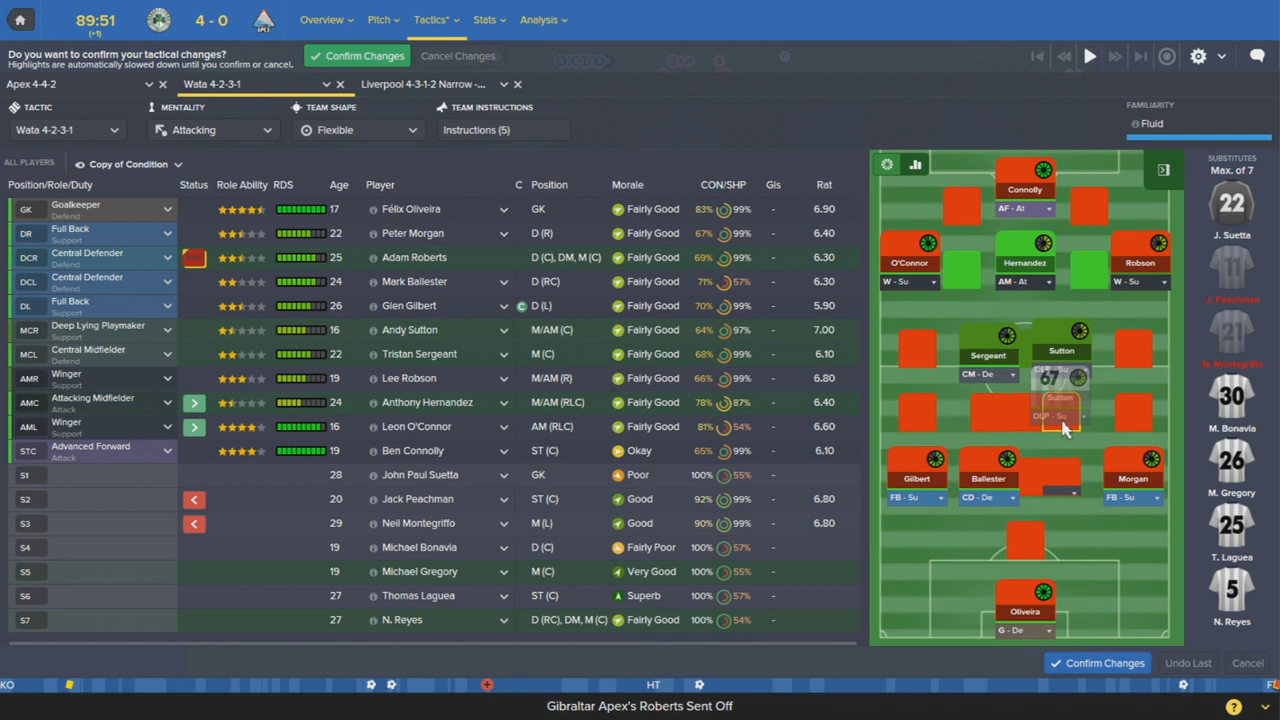 89:51
(+1)
4 - 0
APEX
Overview
Pitch
Tactics*
Stats
Analysis
Do you want to confirm your tactical changes?
Highlights are automatically slowed down until you confirm or cancel.
Confirm Changes
Cancel Changes
Apex 4-4-2
Wata 4-2-3-1
Liverpool 4-3-1-2 Narrow -...
TACTIC
MENTALITY
TEAM SHAPE
TEAM INSTRUCTIONS
FAMILIARITY
Wata 4-2-3-1
Attacking
Flexible
Instructions (5)
Fluid
ALL PLAYERS
Copy of Condition
Position/Role/Duty Status Role Ability RDS Age Player C Position Morale CON/SHP Gls Rat
GK Goalkeeper Defend 17 Félix Oliveira GK Fairly Good 83% 99% - 6.90
DR Full Back Support 22 Peter Morgan D (R) Fairly Good 67% 99% - 6.40
DCR Central Defender Defend 25 Adam Roberts D (C), DM, M (C) Fairly Good 69% 99% - 6.30
DCL Central Defender Defend 24 Mark Ballester D (RC) Fairly Good 71% 57% - 6.30
DL Full Back Support 26 Glen Gilbert C D (L) Fairly Good 70% 99% - 5.90
MCR Deep Lying Playmaker Support 16 Andy Sutton M/AM (C) Fairly Good 64% 97% - 7.00
MCL Central Midfielder Defend 22 Tristan Sergeant M (C) Fairly Good 68% 99% - 6.10
AMR Winger Support 19 Lee Robson M/AM (R) Fairly Good 66% 99% - 6.80
AMC Attacking Midfielder Attack 24 Anthony Hernandez M/AM (RLC) Fairly Good 78% 87% - 6.40
AML Winger Support 16 Leon O'Connor AM (RLC) Fairly Good 81% 54% - 6.60
STC Advanced Forward Attack 19 Ben Connolly ST (C) Okay 65% 99% - 6.10
S1 28 John Paul Suetta GK Poor 100% 55% -
S2 20 Jack Peachman ST (C) Good 92% 99% - 6.80
S3 29 Neil Montegriffo M (L) Good 90% 99% - 6.80
S4 19 Michael Bonavia D (C) Fairly Poor 100% 57% -
S5 19 Michael Gregory M (C) Very Good 100% 55% -
S6 27 Thomas Laguea ST (C) Superb 100% 57% -
S7 27 N. Reyes D (RC), DM, M (C) Fairly Good 100% 54% -
Connolly
AF - At
O'Connor
W - Su
Hernandez
AM - At
Robson
W - Su
Sergeant
CM - De
Sutton
DLP - Su
67
Sutton
DLP - Su
Gilbert
FB - Su
Ballester
CD - De
Morgan
FB - Su
Oliveira
G - De
SUBSTITUTES
Max. of 7
22
J. Suetta
11
J. Peachman
21
N. Montegriffo
30
M. Bonavia
26
M. Gregory
25
T. Laguea
5
N. Reyes
Confirm Changes
Undo Last
Cancel
KO
HT
Gibraltar Apex's Roberts Sent Off
?